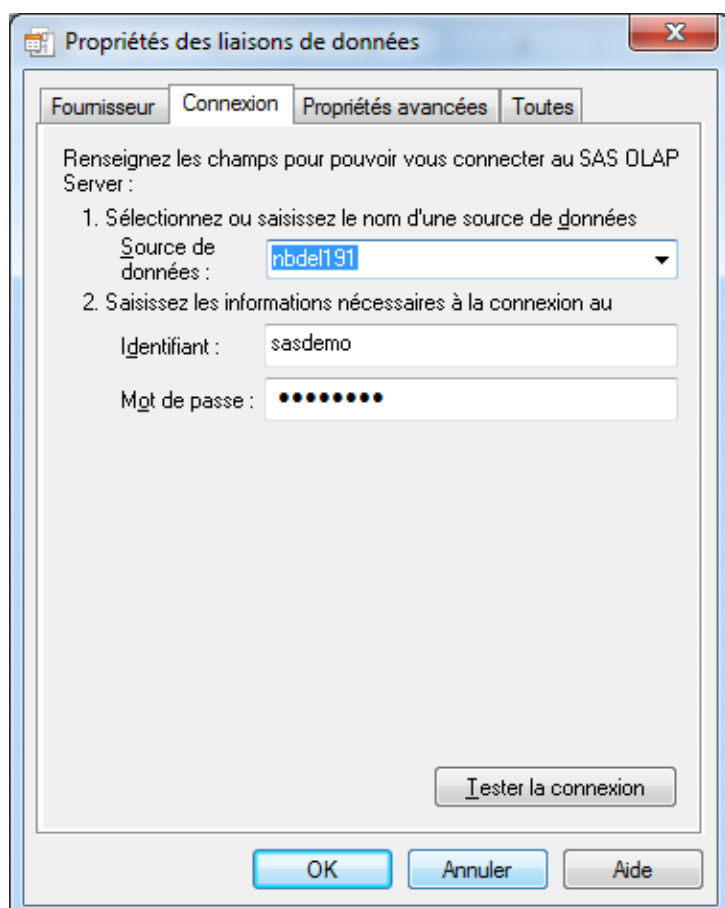 Propriétés des liaisons de données
Fournisseur Connexion Propriétés avancées Toutes
Renseignez les champs pour pouvoir vous connecter au SAS OLAP
Server :
1. Sélectionnez ou saisissez le nom d'une source de données
Source de
données : nbdel191
2. Saisissez les informations nécessaires à la connexion au
Identifiant : sasdemo
Mot de passe : ●●●●●●●●
Tester la connexion
OK Annuler Aide